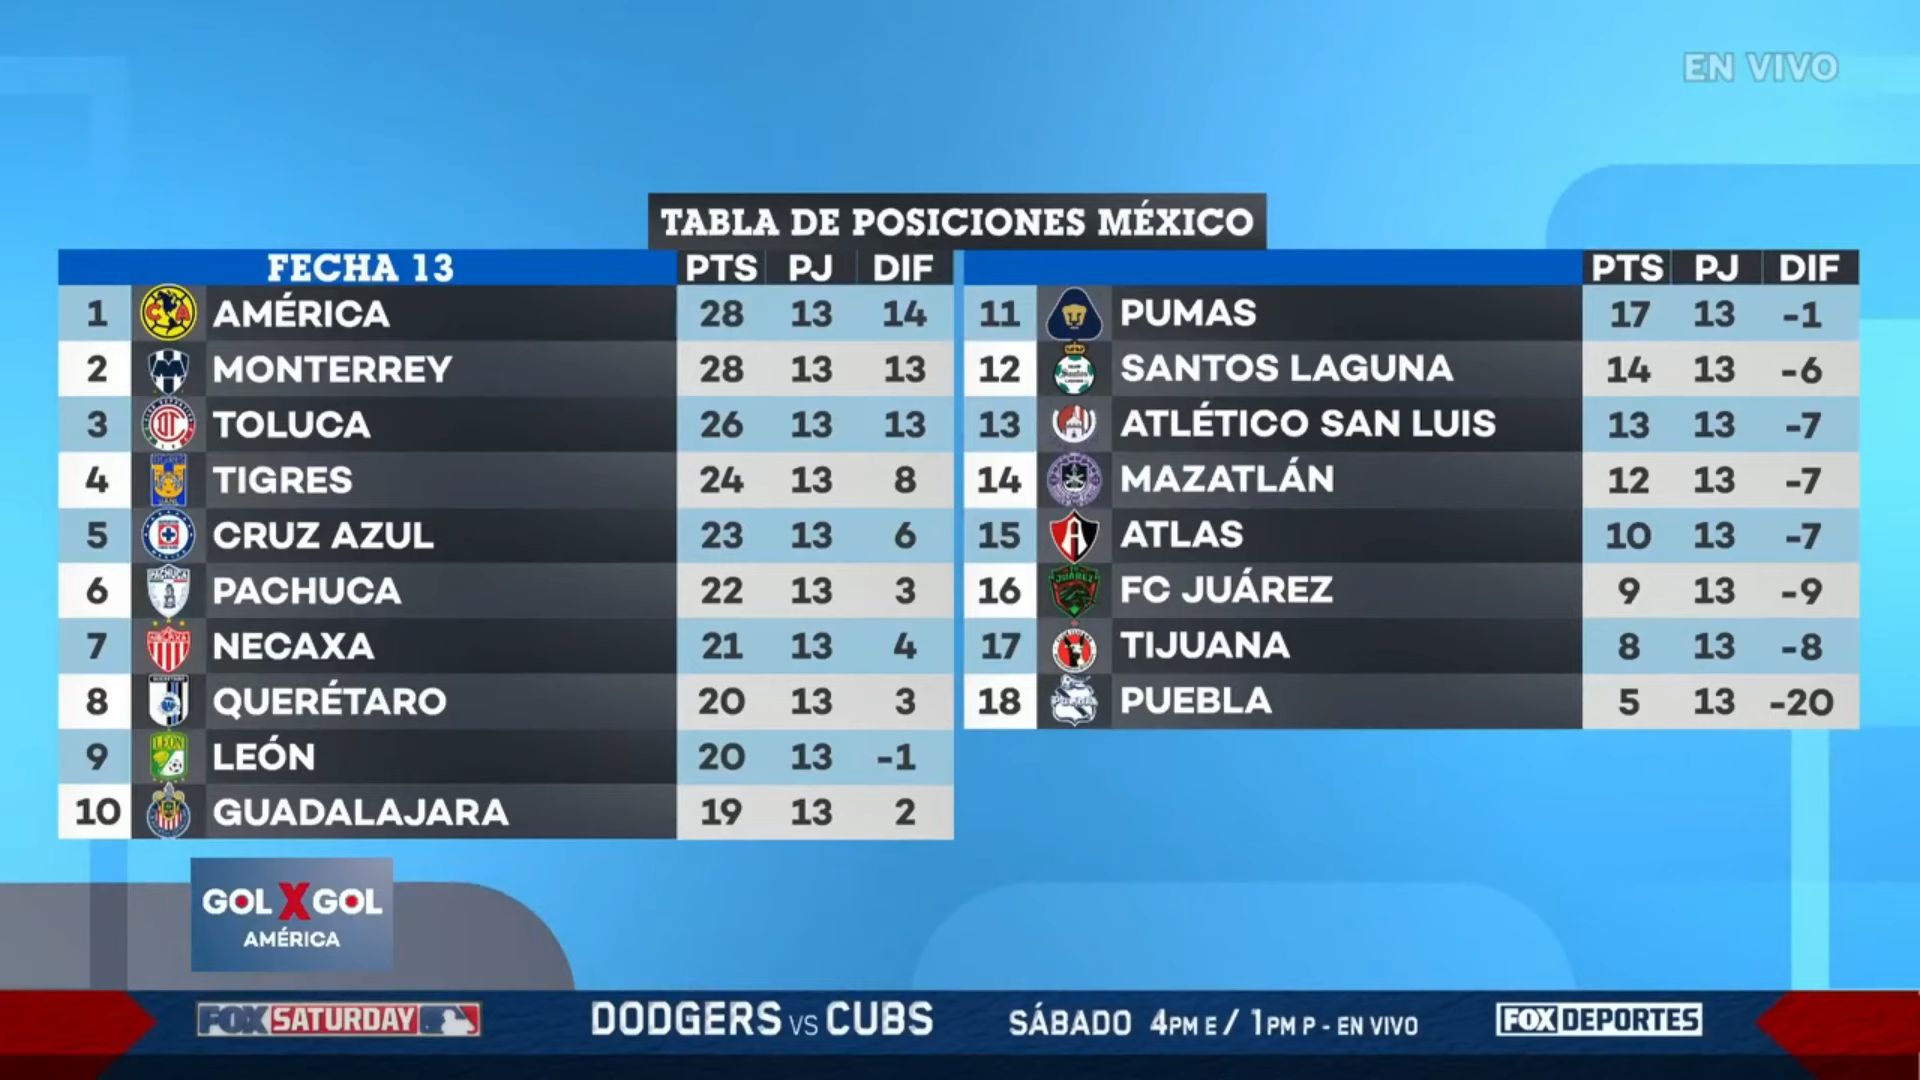 EN VIVO
TABLA DE POSICIONES MÉXICO
FECHA 13 PTS PJ DIF
1 AMÉRICA 28 13 14
2 MONTERREY 28 13 13
3 TOLUCA 26 13 13
4 TIGRES 24 13 8
5 CRUZ AZUL 23 13 6
6 PACHUCA 22 13 3
7 NECAXA 21 13 4
8 QUERÉTARO 20 13 3
9 LEÓN 20 13 -1
10 GUADALAJARA 19 13 2
PTS PJ DIF
11 PUMAS 17 13 -1
12 SANTOS LAGUNA 14 13 -6
13 ATLÉTICO SAN LUIS 13 13 -7
14 MAZATLÁN 12 13 -7
15 ATLAS 10 13 -7
16 FC JUÁREZ 9 13 -9
17 TIJUANA 8 13 -8
18 PUEBLA 5 13 -20
GOL X GOL
AMÉRICA
FOX SATURDAY DODGERS VS CUBS SÁBADO 4PM E / 1PM P - EN VIVO FOX DEPORTES